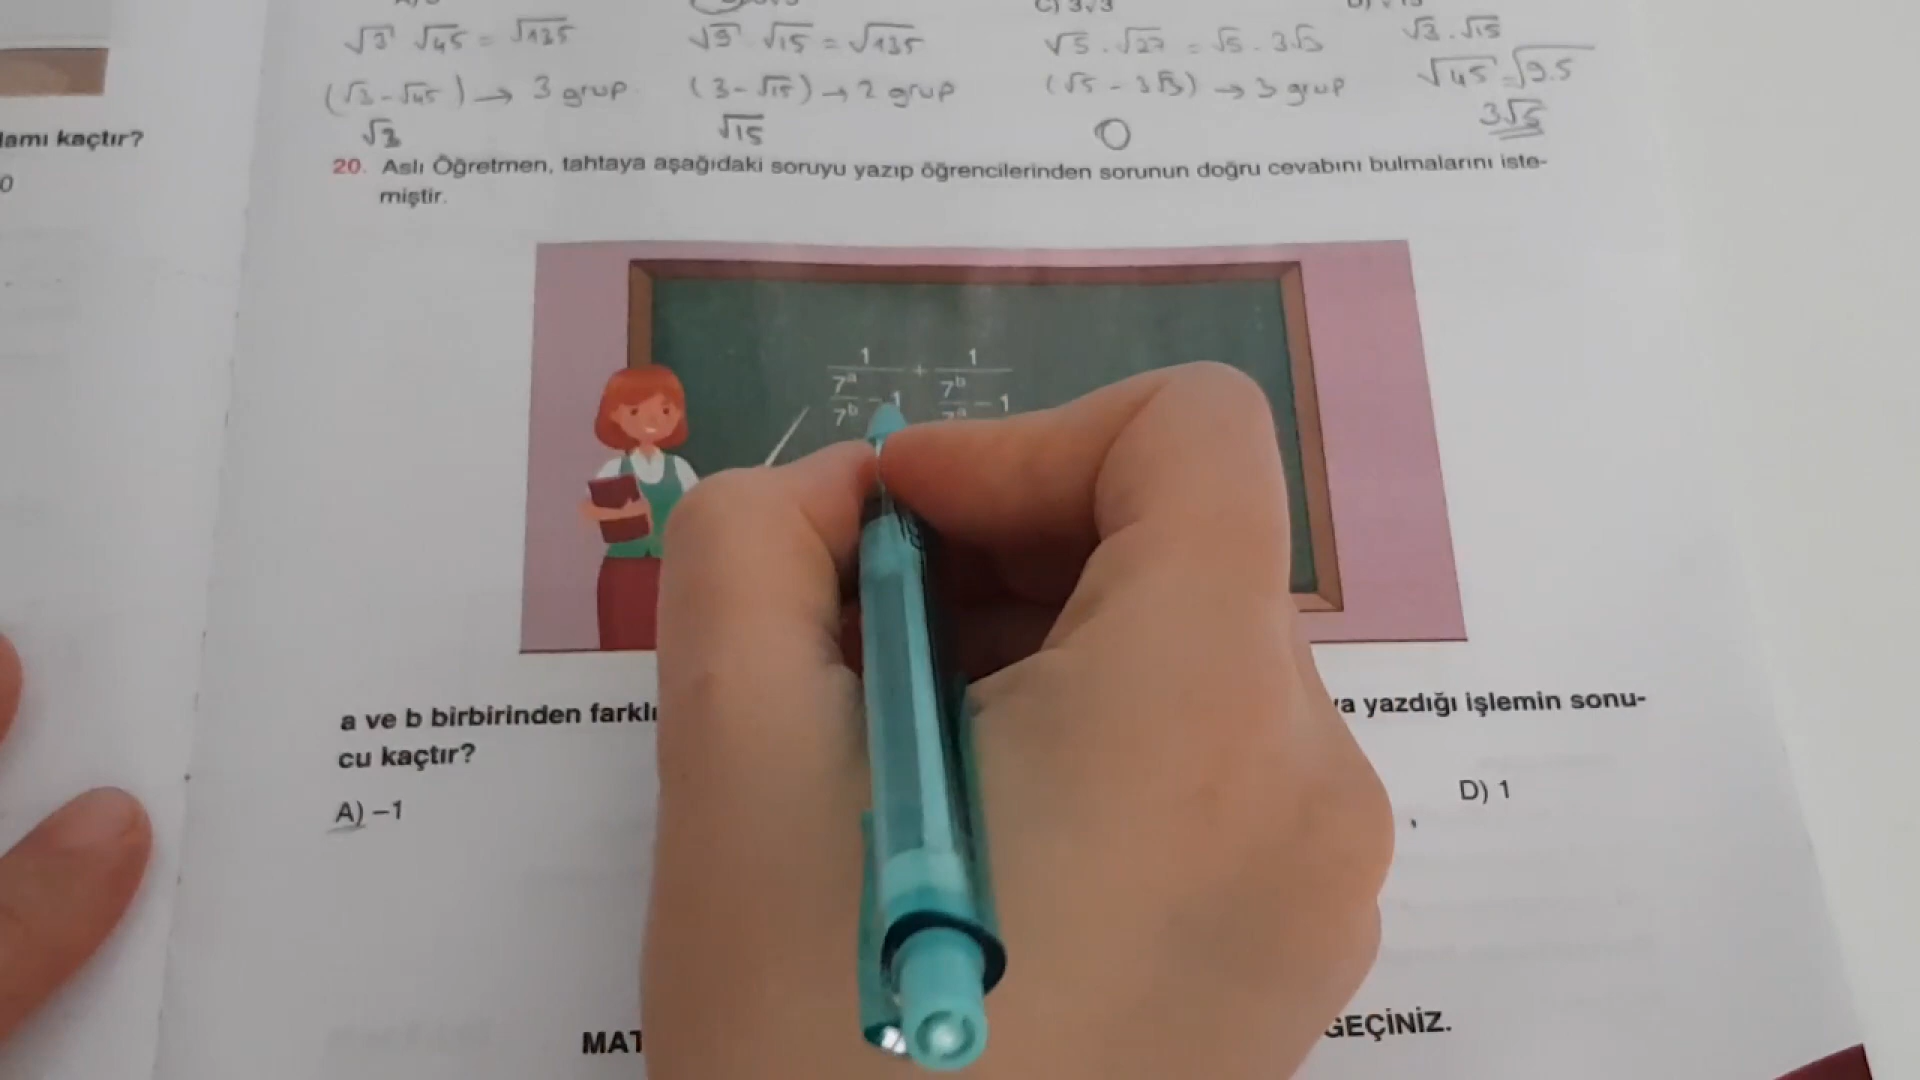 C) 3√3
√3 √45 = √135
√9 . √15 = √135
√5 . √27 = √5 . 3√3
√3 . √15
(√3 - √45) → 3 grup
(3 - √15) → 2 grup
(√5 - 3√3) → 3 grup
√45 = √9.5
√3
√15
O
3√5
lamı kaçtır?
0
20. Aslı Öğretmen, tahtaya aşağıdaki soruyu yazıp öğrencilerinden sorunun doğru cevabını bulmalarını iste-
miştir.
1 + 1
7ᵃ 7ᵇ
- 1 - 1
7ᵇ 7ᵃ
a ve b birbirinden farklı
yazdığı işlemin sonu-
cu kaçtır?
A) –1
D) 1
MAT
GEÇİNİZ.